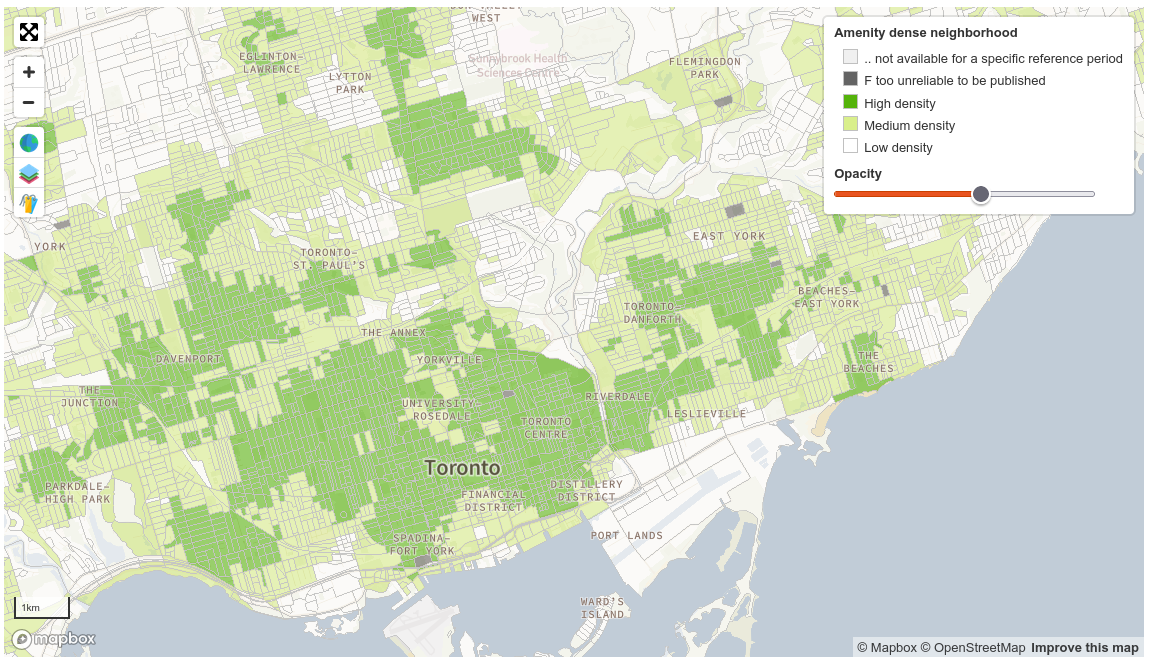 WEST
EGLINTON-
LAWRENCE
LYTTON
PARK
Sunnybrook Health
Sciences Centre
FLEMINGDON
PARK
Amenity dense neighborhood
.. not available for a specific reference period
F too unreliable to be published
High density
Medium density
Low density
Opacity
YORK
TORONTO-
ST. PAUL'S
EAST YORK
BEACHES-
EAST YORK
TORONTO-
DANFORTH
THE ANNEX
DAVENPORT
YORKVILLE
THE
BEACHES
THE
JUNCTION
UNIVERSITY-
ROSEDALE
RIVERDALE
LESLIEVILLE
TORONTO
CENTRE
Toronto
PARKDALE-
HIGH PARK
FINANCIAL
DISTRICT
DISTILLERY
DISTRICT
SPADINA-
FORT YORK
PORT LANDS
WARD'S
ISLAND
1km
mapbox
© Mapbox © OpenStreetMap Improve this map